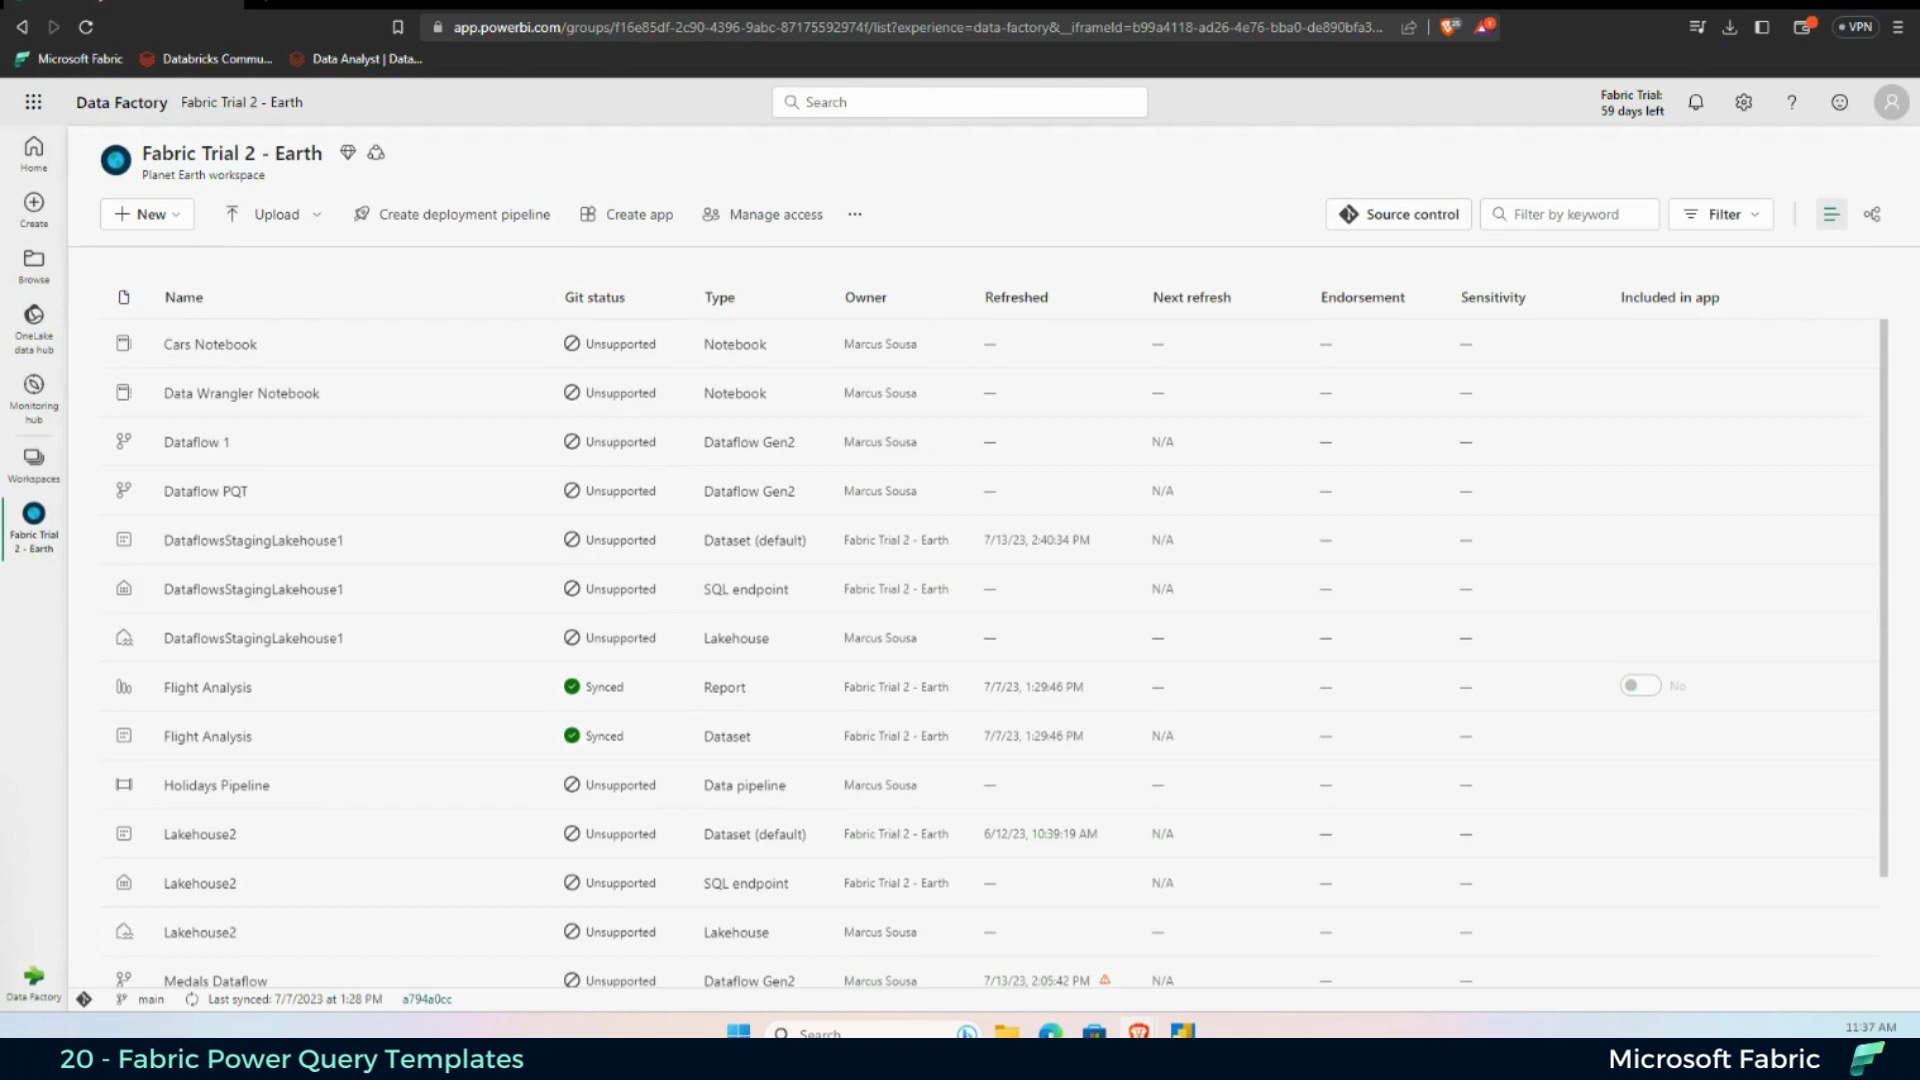 app.powerbi.com/groups/f16e85df-2c90-4396-9abc-87175592974f/list?experience=data-factory&__iframeId=b99a4118-ad26-4e76-bba0-de890bfa3...
VPN
Microsoft Fabric
Databricks Commu...
Data Analyst | Data...
Data Factory
Fabric Trial 2 - Earth
Search
Fabric Trial:
59 days left
Home
Create
Browse
OneLake
data hub
Monitoring
hub
Workspaces
Fabric Trial
2 - Earth
Data Factory
Fabric Trial 2 - Earth
Planet Earth workspace
New
Upload
Create deployment pipeline
Create app
Manage access
...
Source control
Filter by keyword
Filter
Name Git status Type Owner Refreshed Next refresh Endorsement Sensitivity Included in app
Cars Notebook Unsupported Notebook Marcus Sousa — — — —
Data Wrangler Notebook Unsupported Notebook Marcus Sousa — — — —
Dataflow 1 Unsupported Dataflow Gen2 Marcus Sousa — N/A — —
Dataflow PQT Unsupported Dataflow Gen2 Marcus Sousa — N/A — —
DataflowsStagingLakehouse1 Unsupported Dataset (default) Fabric Trial 2 - Earth 7/13/23, 2:40:34 PM N/A — —
DataflowsStagingLakehouse1 Unsupported SQL endpoint Fabric Trial 2 - Earth — N/A — —
DataflowsStagingLakehouse1 Unsupported Lakehouse Marcus Sousa — — — —
Flight Analysis Synced Report Fabric Trial 2 - Earth 7/7/23, 1:29:46 PM — — — No
Flight Analysis Synced Dataset Fabric Trial 2 - Earth 7/7/23, 1:29:46 PM N/A — —
Holidays Pipeline Unsupported Data pipeline Marcus Sousa — — — —
Lakehouse2 Unsupported Dataset (default) Fabric Trial 2 - Earth 6/12/23, 10:39:19 AM N/A — —
Lakehouse2 Unsupported SQL endpoint Fabric Trial 2 - Earth — N/A — —
Lakehouse2 Unsupported Lakehouse Marcus Sousa — — — —
Medals Dataflow Unsupported Dataflow Gen2 Marcus Sousa 7/13/23, 2:05:42 PM N/A — —
main Last synced: 7/7/2023 at 1:28 PM a794a0cc
Search
11:37 AM
20 - Fabric Power Query Templates
Microsoft Fabric